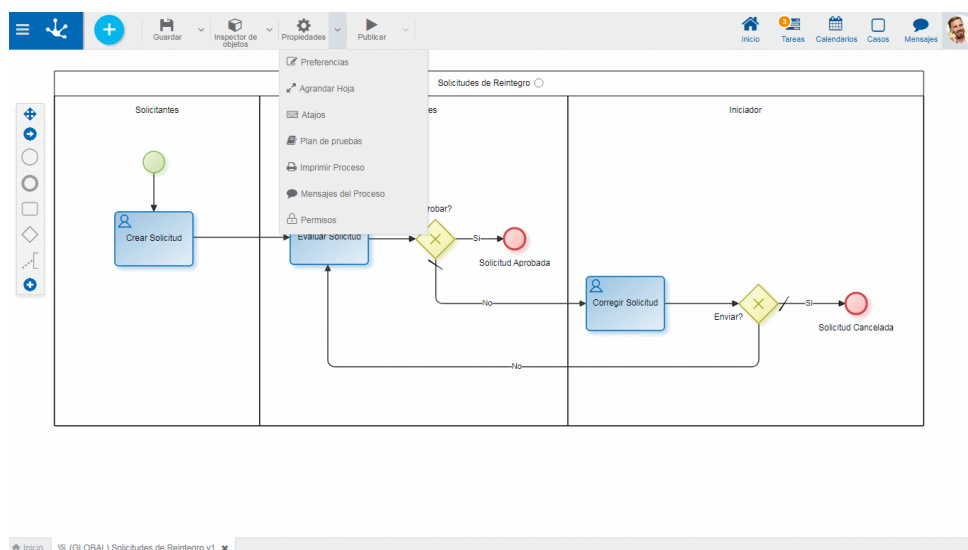 Guardar
Inspector de
objetos
Propiedades
Publicar
Inicio
3
Tareas
Calendarios
Casos
Mensajes
Preferencias
Agrandar Hoja
Atajos
Plan de pruebas
Imprimir Proceso
Mensajes del Proceso
Permisos
Solicitudes de Reintegro
Solicitantes
es
Iniciador
Crear Solicitud
Evaluar Solicitud
robar?
Si
Solicitud Aprobada
No
Corregir Solicitud
Enviar?
Si
Solicitud Cancelada
No
Inicio
(GLOBAL) Solicitudes de Reintegro v1